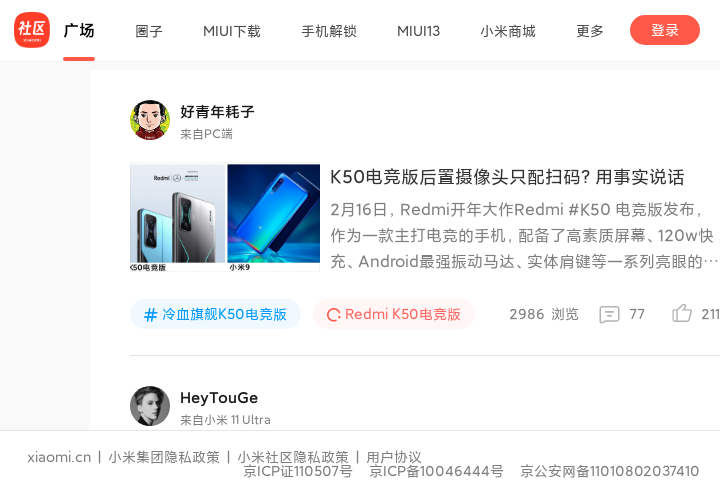 社区
广场
圈子
MIUI下载
手机解锁
MIUI13
小米商城
更多
登录
好青年耗子
来自PC端
Redmi
K50电竞版
小米9
K50电竞版后置摄像头只配扫码? 用事实说话
2月16日, Redmi开年大作Redmi #K50 电竞版发布,
作为一款主打电竞的手机, 配备了高素质屏幕、120w快
充、Android最强振动马达、实体肩键等一系列亮眼的…
# 冷血旗舰K50电竞版
Redmi K50电竞版
2986 浏览
77
211
HeyTouGe
来自小米 11 Ultra
xiaomi.cn | 小米集团隐私政策 | 小米社区隐私政策 | 用户协议
京ICP证110507号 京ICP备10046444号 京公安网备11010802037410